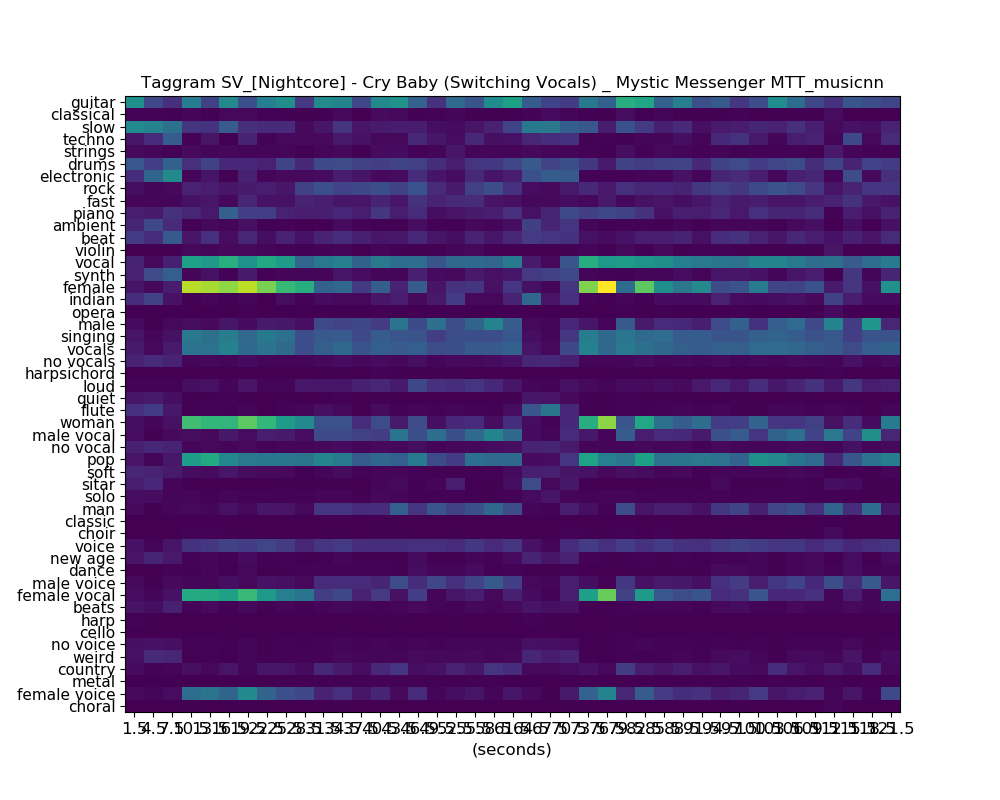 Taggram SV_[Nightcore] - Cry Baby (Switching Vocals) _ Mystic Messenger MTT_musicnn
guitar
classical
slow
techno
strings
drums
electronic
rock
fast
piano
ambient
beat
violin
vocal
synth
female
indian
opera
male
singing
vocals
no vocals
harpsichord
loud
quiet
flute
woman
male vocal
no vocal
pop
soft
sitar
solo
man
classic
choir
voice
new age
dance
male voice
female vocal
beats
harp
cello
no voice
weird
country
metal
female voice
choral
(seconds)